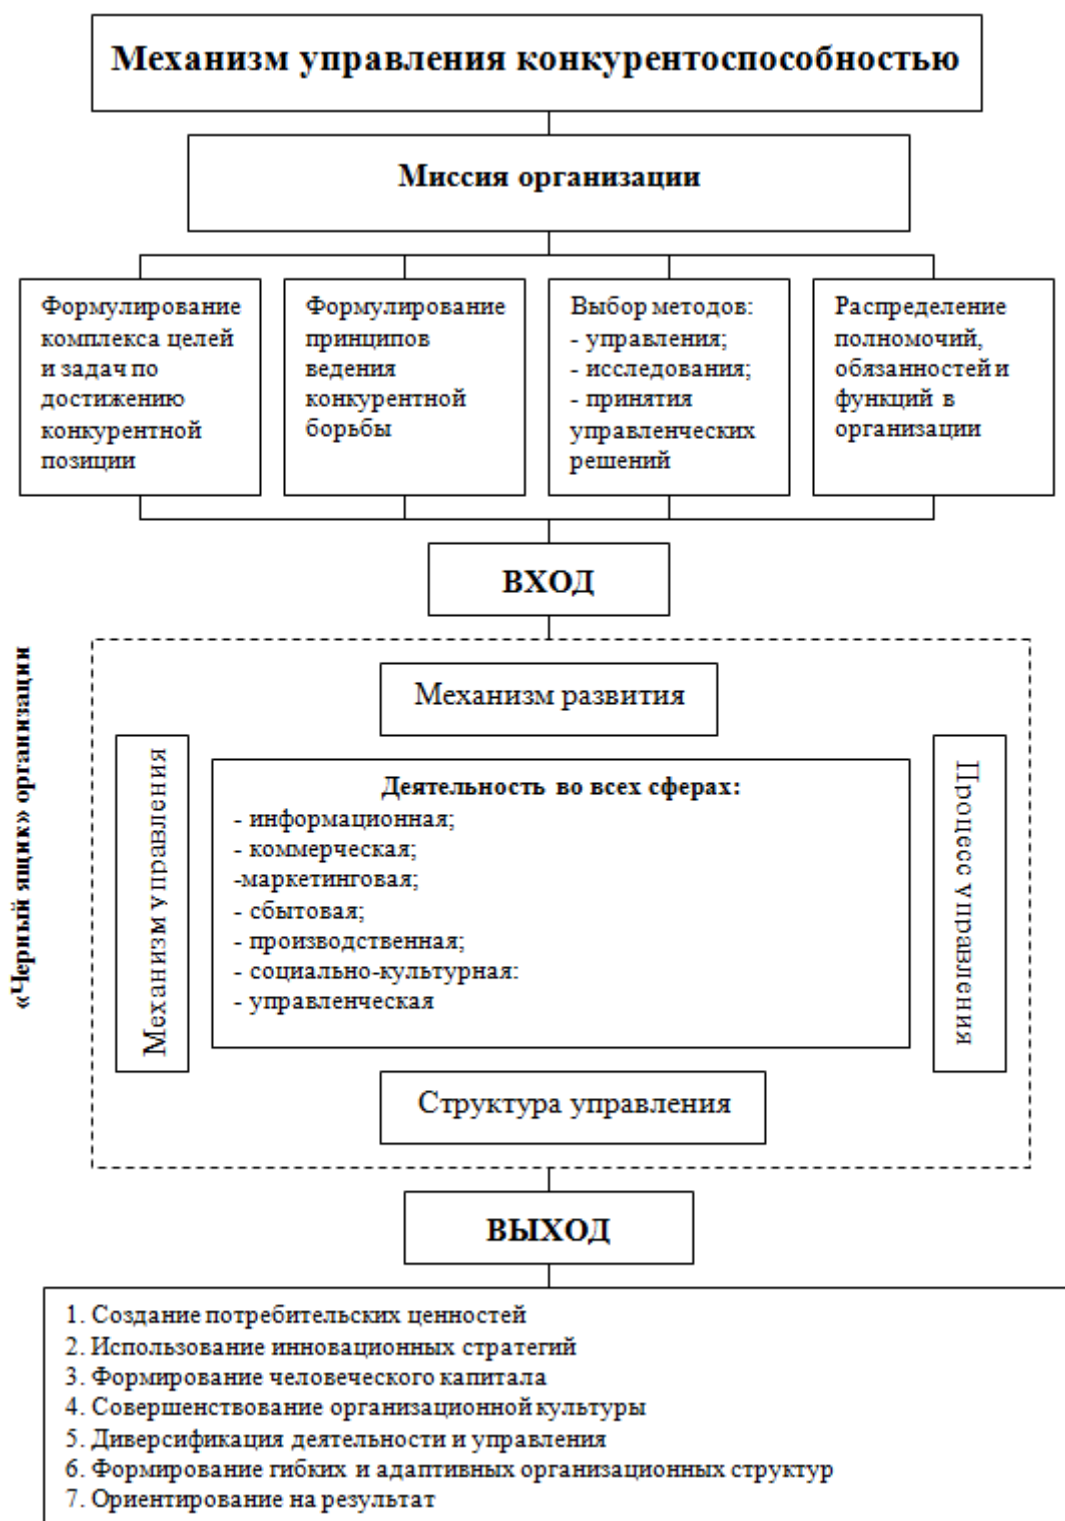 Механизм управления конкурентоспособностью
Миссия организации
Формулирование
комплекса целей
и задач по
достижению
конкурентной
позиции
Формулирование
принципов
ведения
конкурентной
борьбы
Выбор методов:
- управления;
- исследования;
- принятия
управленческих
решений
Распределение
полномочий,
обязанностей и
функций в
организации
ВХОД
«Черный ящик» организации
Механизм развития
Механизм управления
Деятельность во всех сферах:
- информационная;
- коммерческая;
-маркетинговая;
- сбытовая;
- производственная;
- социально-культурная:
- управленческая
Процесс управления
Структура управления
ВЫХОД
1. Создание потребительских ценностей
2. Использование инновационных стратегий
3. Формирование человеческого капитала
4. Совершенствование организационной культуры
5. Диверсификация деятельности и управления
6. Формирование гибких и адаптивных организационных структур
7. Ориентирование на результат